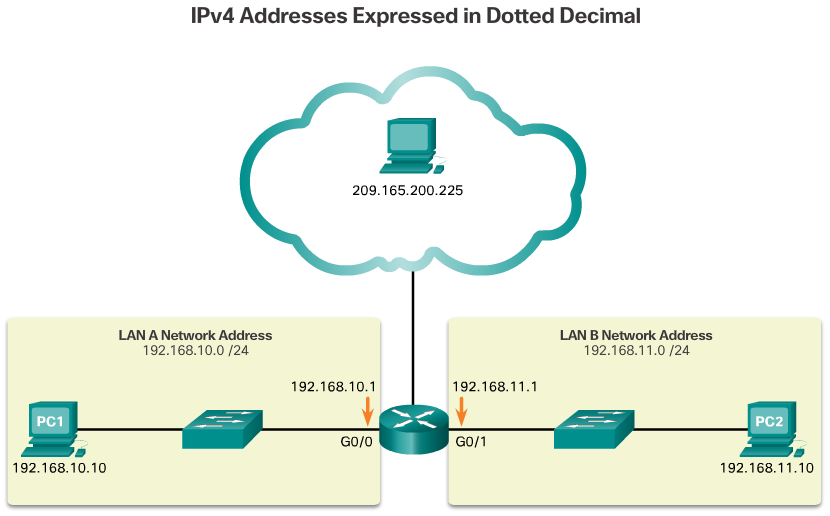 IPv4 Addresses Expressed in Dotted Decimal
209.165.200.225
LAN A Network Address
192.168.10.0 /24
192.168.10.1
PC1
G0/0
192.168.10.10
LAN B Network Address
192.168.11.0 /24
192.168.11.1
PC2
G0/1
192.168.11.10